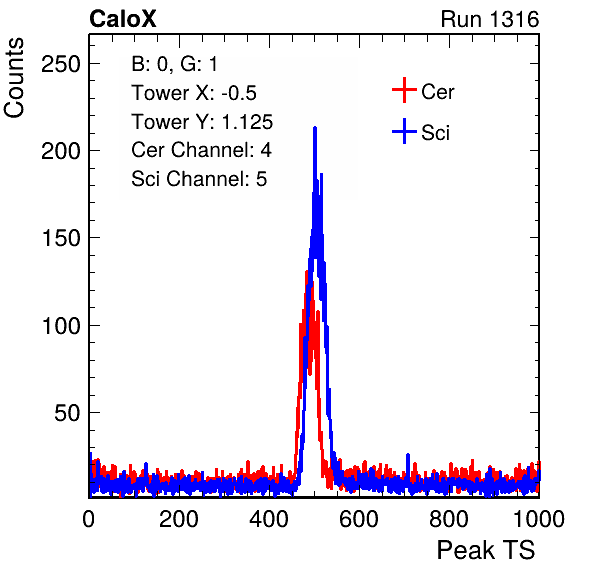 CaloX
Run 1316
Counts
250
200
150
100
50
B: 0, G: 1
Tower X: -0.5
Tower Y: 1.125
Cer Channel: 4
Sci Channel: 5
Cer
Sci
0 200 400 600 800 1000
Peak TS